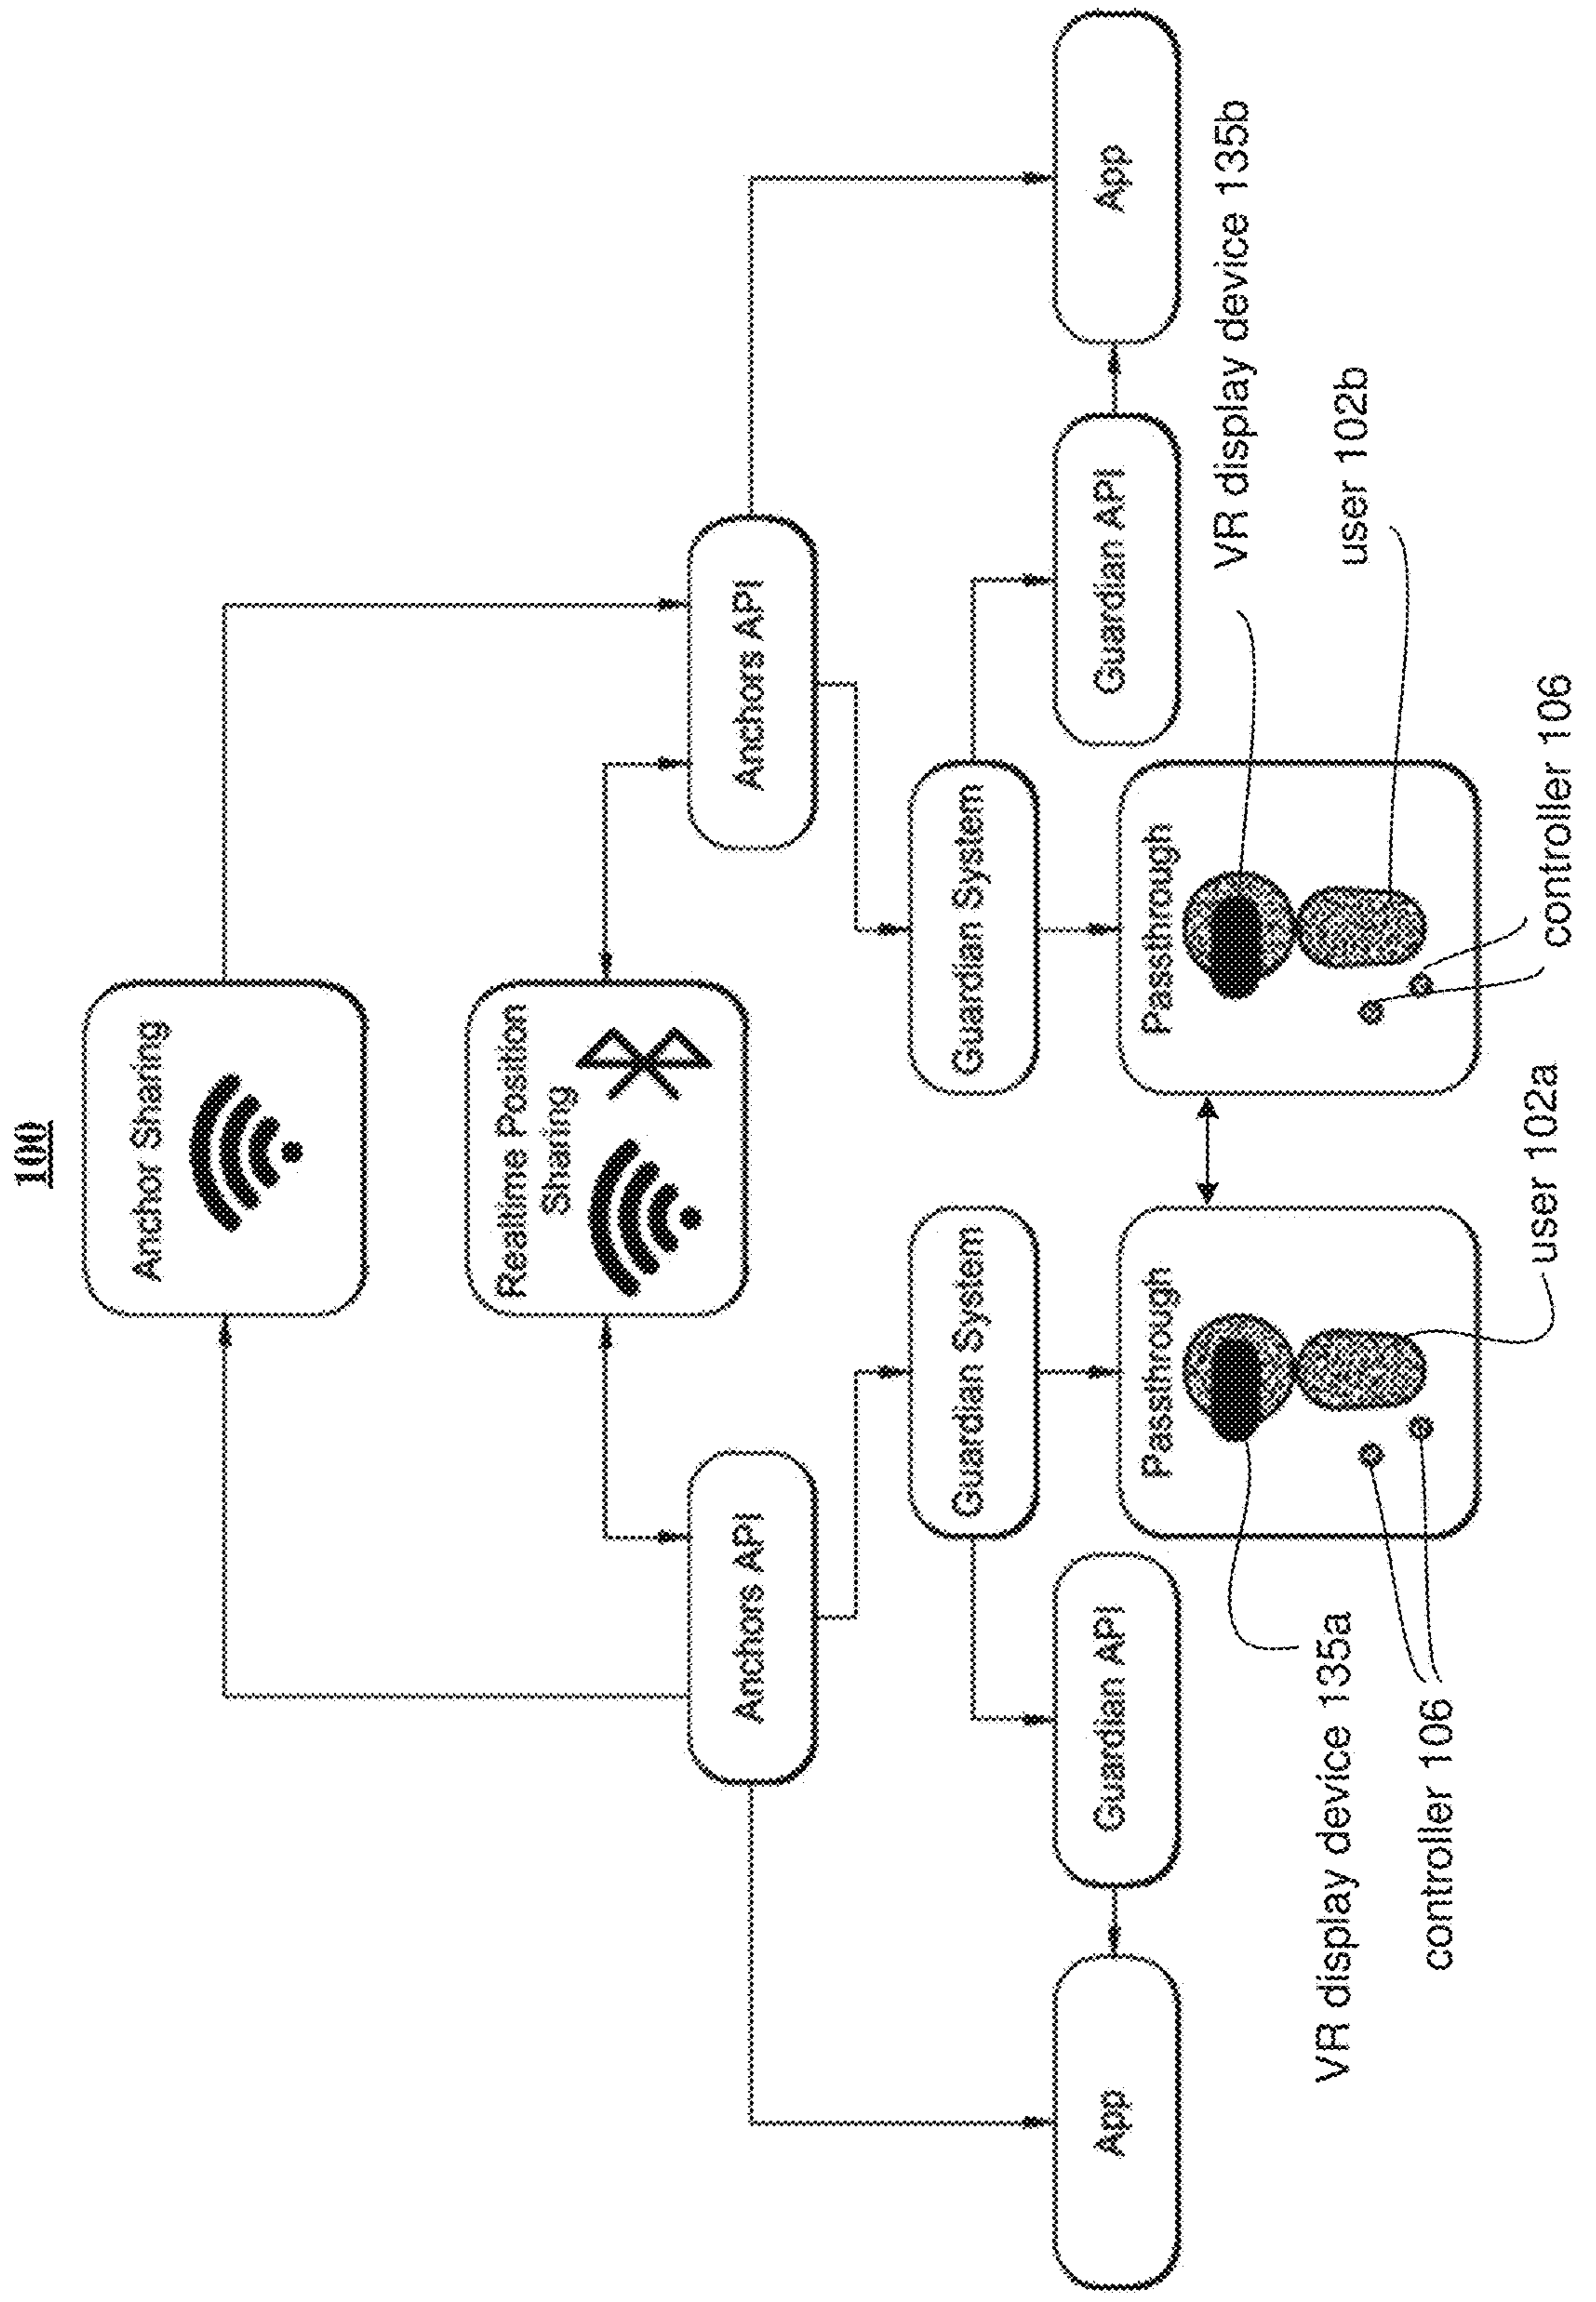 100
Anchor Sharing
Realtime Position
Sharing
Anchors API
Anchors API
Guardian System
Guardian System
App
Guardian API
Guardian API
App
Passthrough
Passthrough
VR display device 135a
controller 106
user 102a
controller 106
user 102b
VR display device 135b